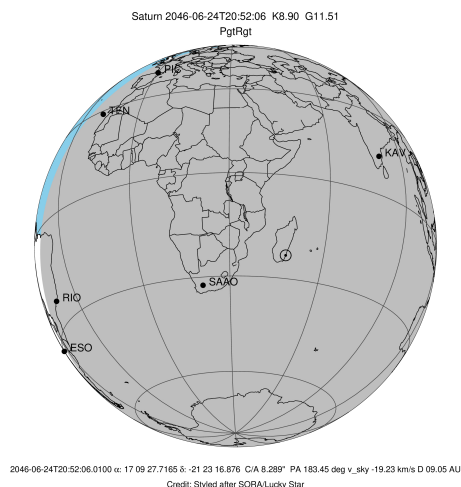 Saturn 2046-06-24T20:52:06 K8.90 G11.51
PgtRgt
PIC
TEN
KAV
SAAO
RIO
ESO
2046-06-24T20:52:06.0100 α: 17 09 27.7165 δ: -21 23 16.876 C/A 8.289" PA 183.45 deg v_sky -19.23 km/s D 09.05 AU
Credit: Styled after SORA/Lucky Star